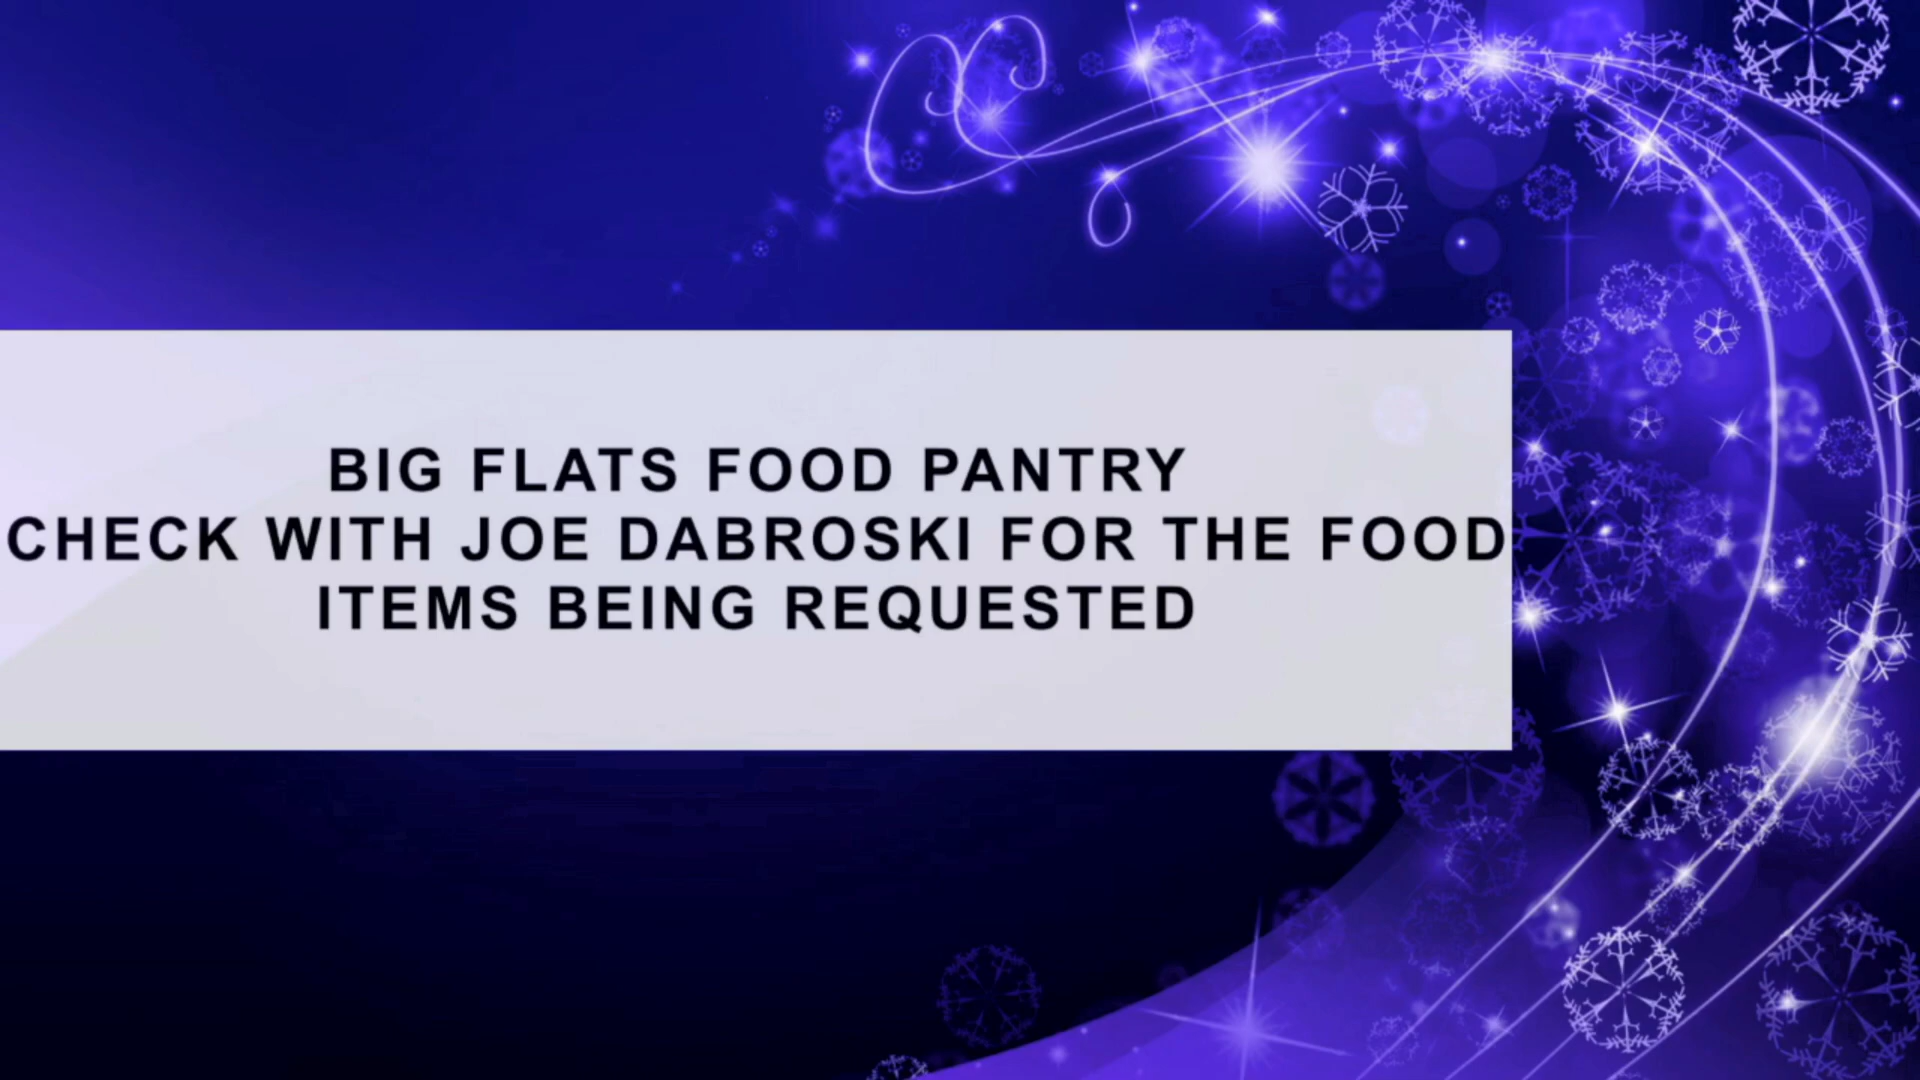 BIG FLATS FOOD PANTRY
CHECK WITH JOE DABROSKI FOR THE FOOD
ITEMS BEING REQUESTED